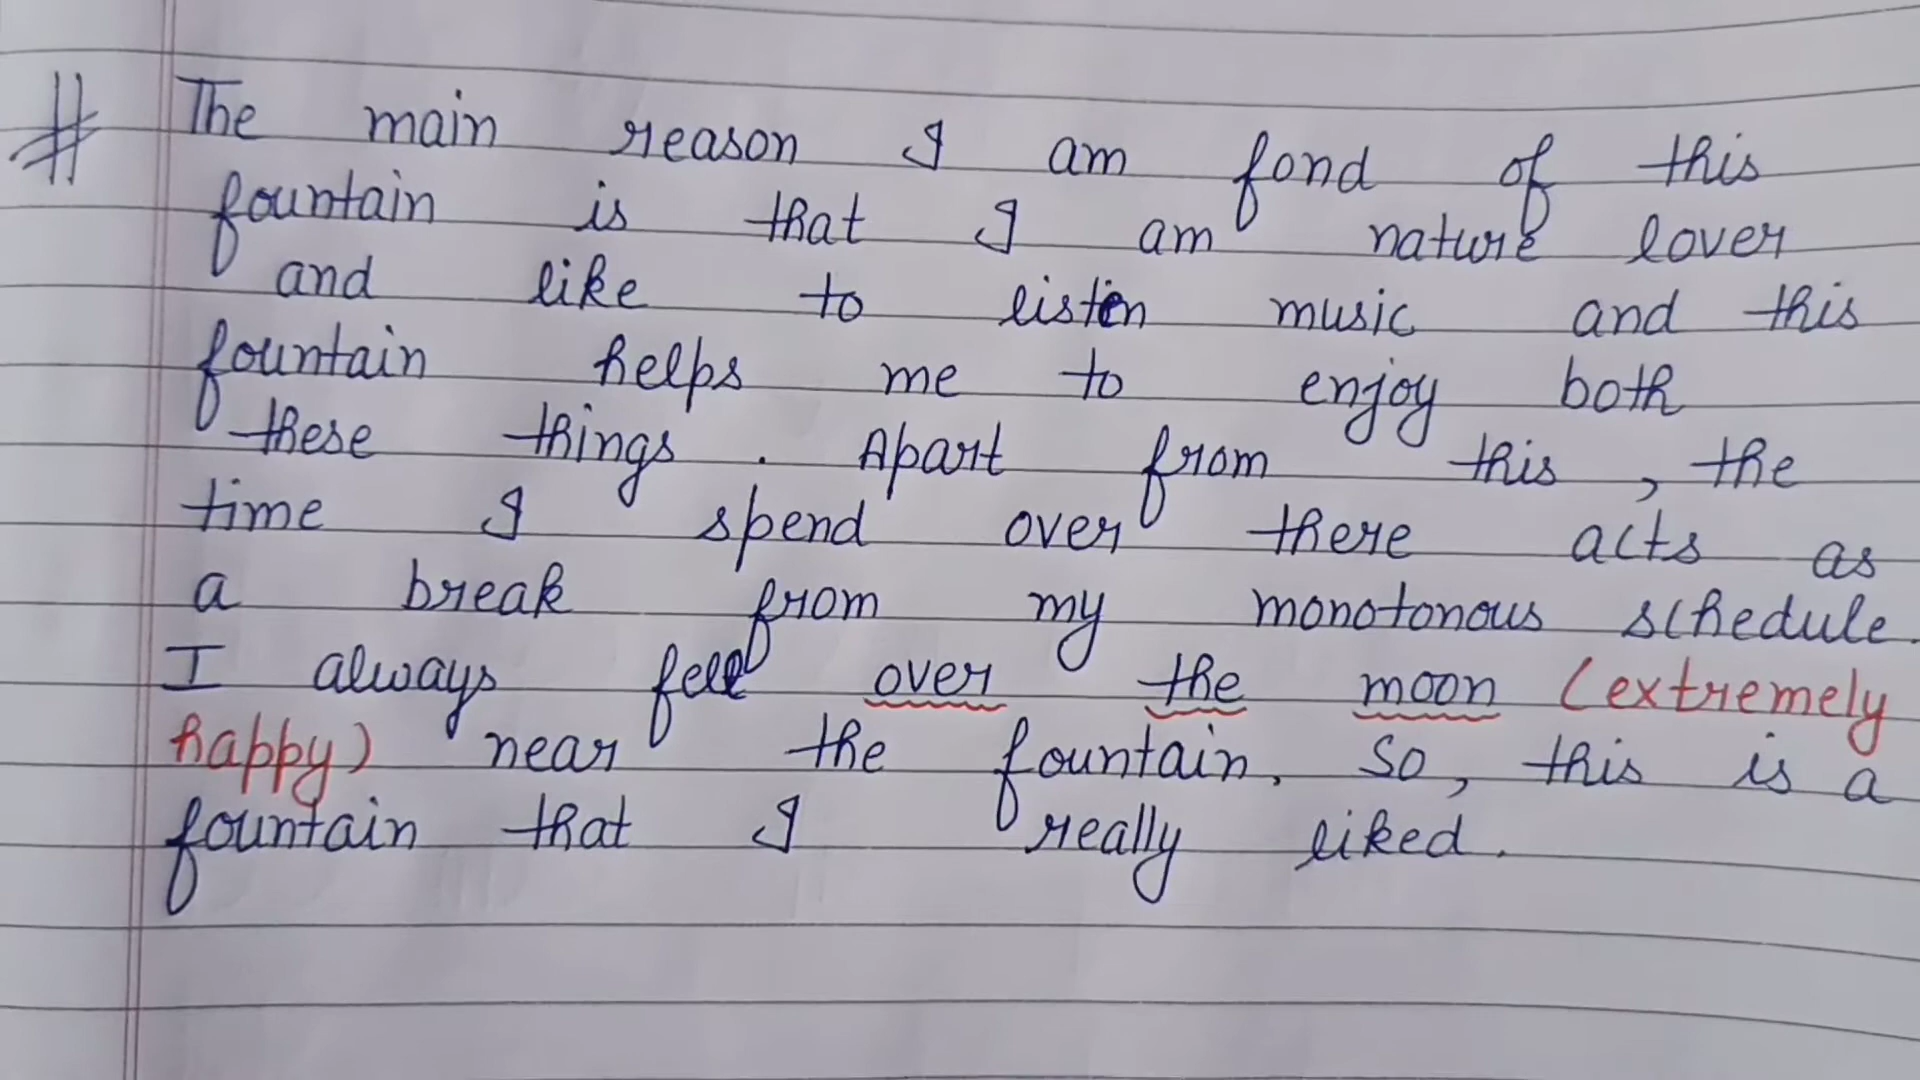 # The main reason I am fond of this
fountain is that I am nature lover
and like to listen music and this
fountain helps me to enjoy both
these things. Apart from this, the
time I spend over there acts as
a break from my monotonous schedule.
I always feel over the moon (extremely
happy) near the fountain. So, this is a
fountain that I really liked.